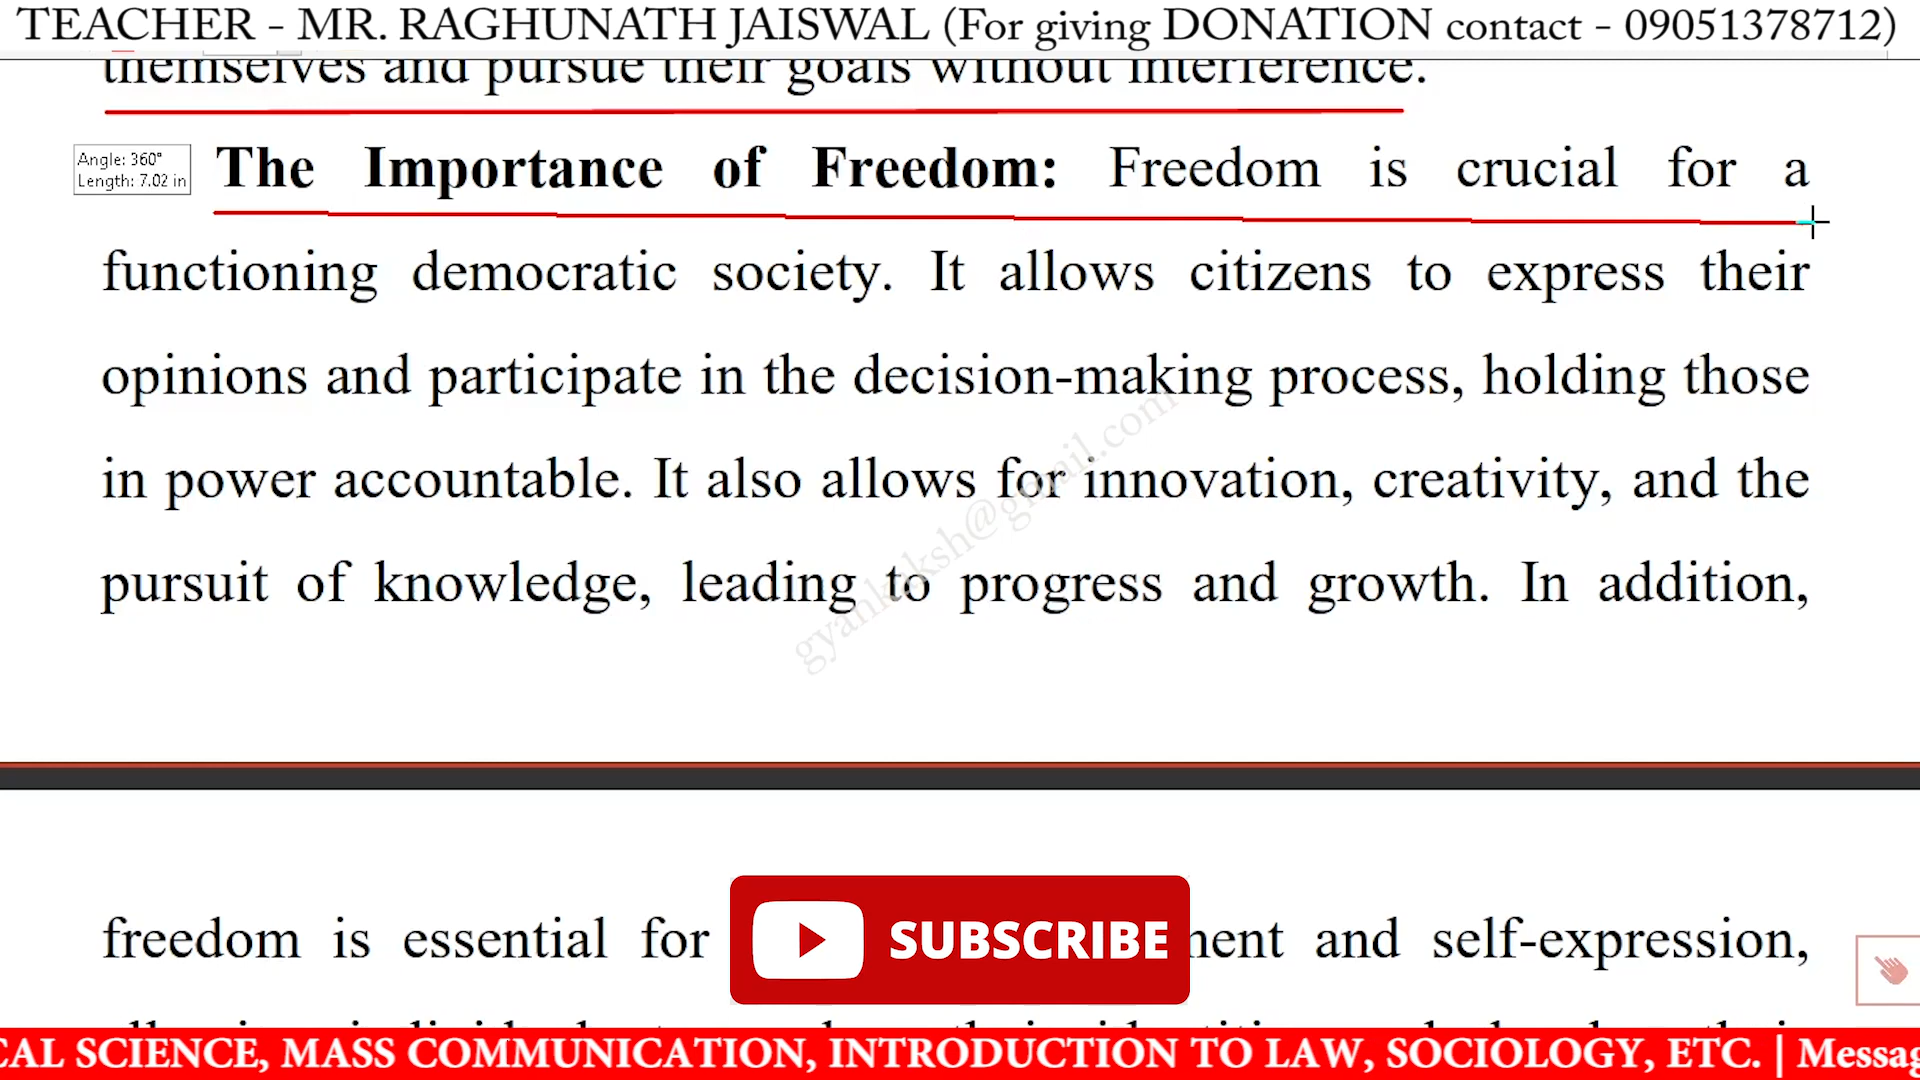 TEACHER - MR. RAGHUNATH JAISWAL (For giving DONATION contact - 09051378712)
themselves and pursue their goals without interference.
Angle: 360°
Length: 7.02 in
The Importance of Freedom: Freedom is crucial for a
functioning democratic society. It allows citizens to express their
opinions and participate in the decision-making process, holding those
in power accountable. It also allows for innovation, creativity, and the
pursuit of knowledge, leading to progress and growth. In addition,
gyankaksh@gmail.com
freedom is essential for
SUBSCRIBE
and self-expression,
CAL SCIENCE, MASS COMMUNICATION, INTRODUCTION TO LAW, SOCIOLOGY, ETC. | Messag